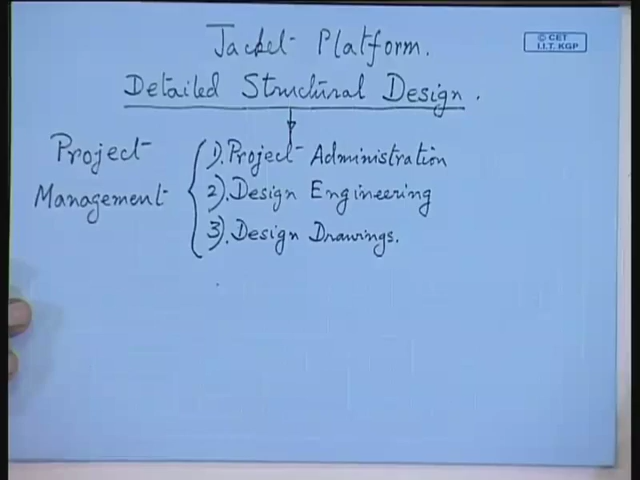 Jacket Platform.
© CET
I.I.T. KGP
Detailed Structural Design.
Project
Management
1). Project Administration
2). Design Engineering
3). Design Drawings.